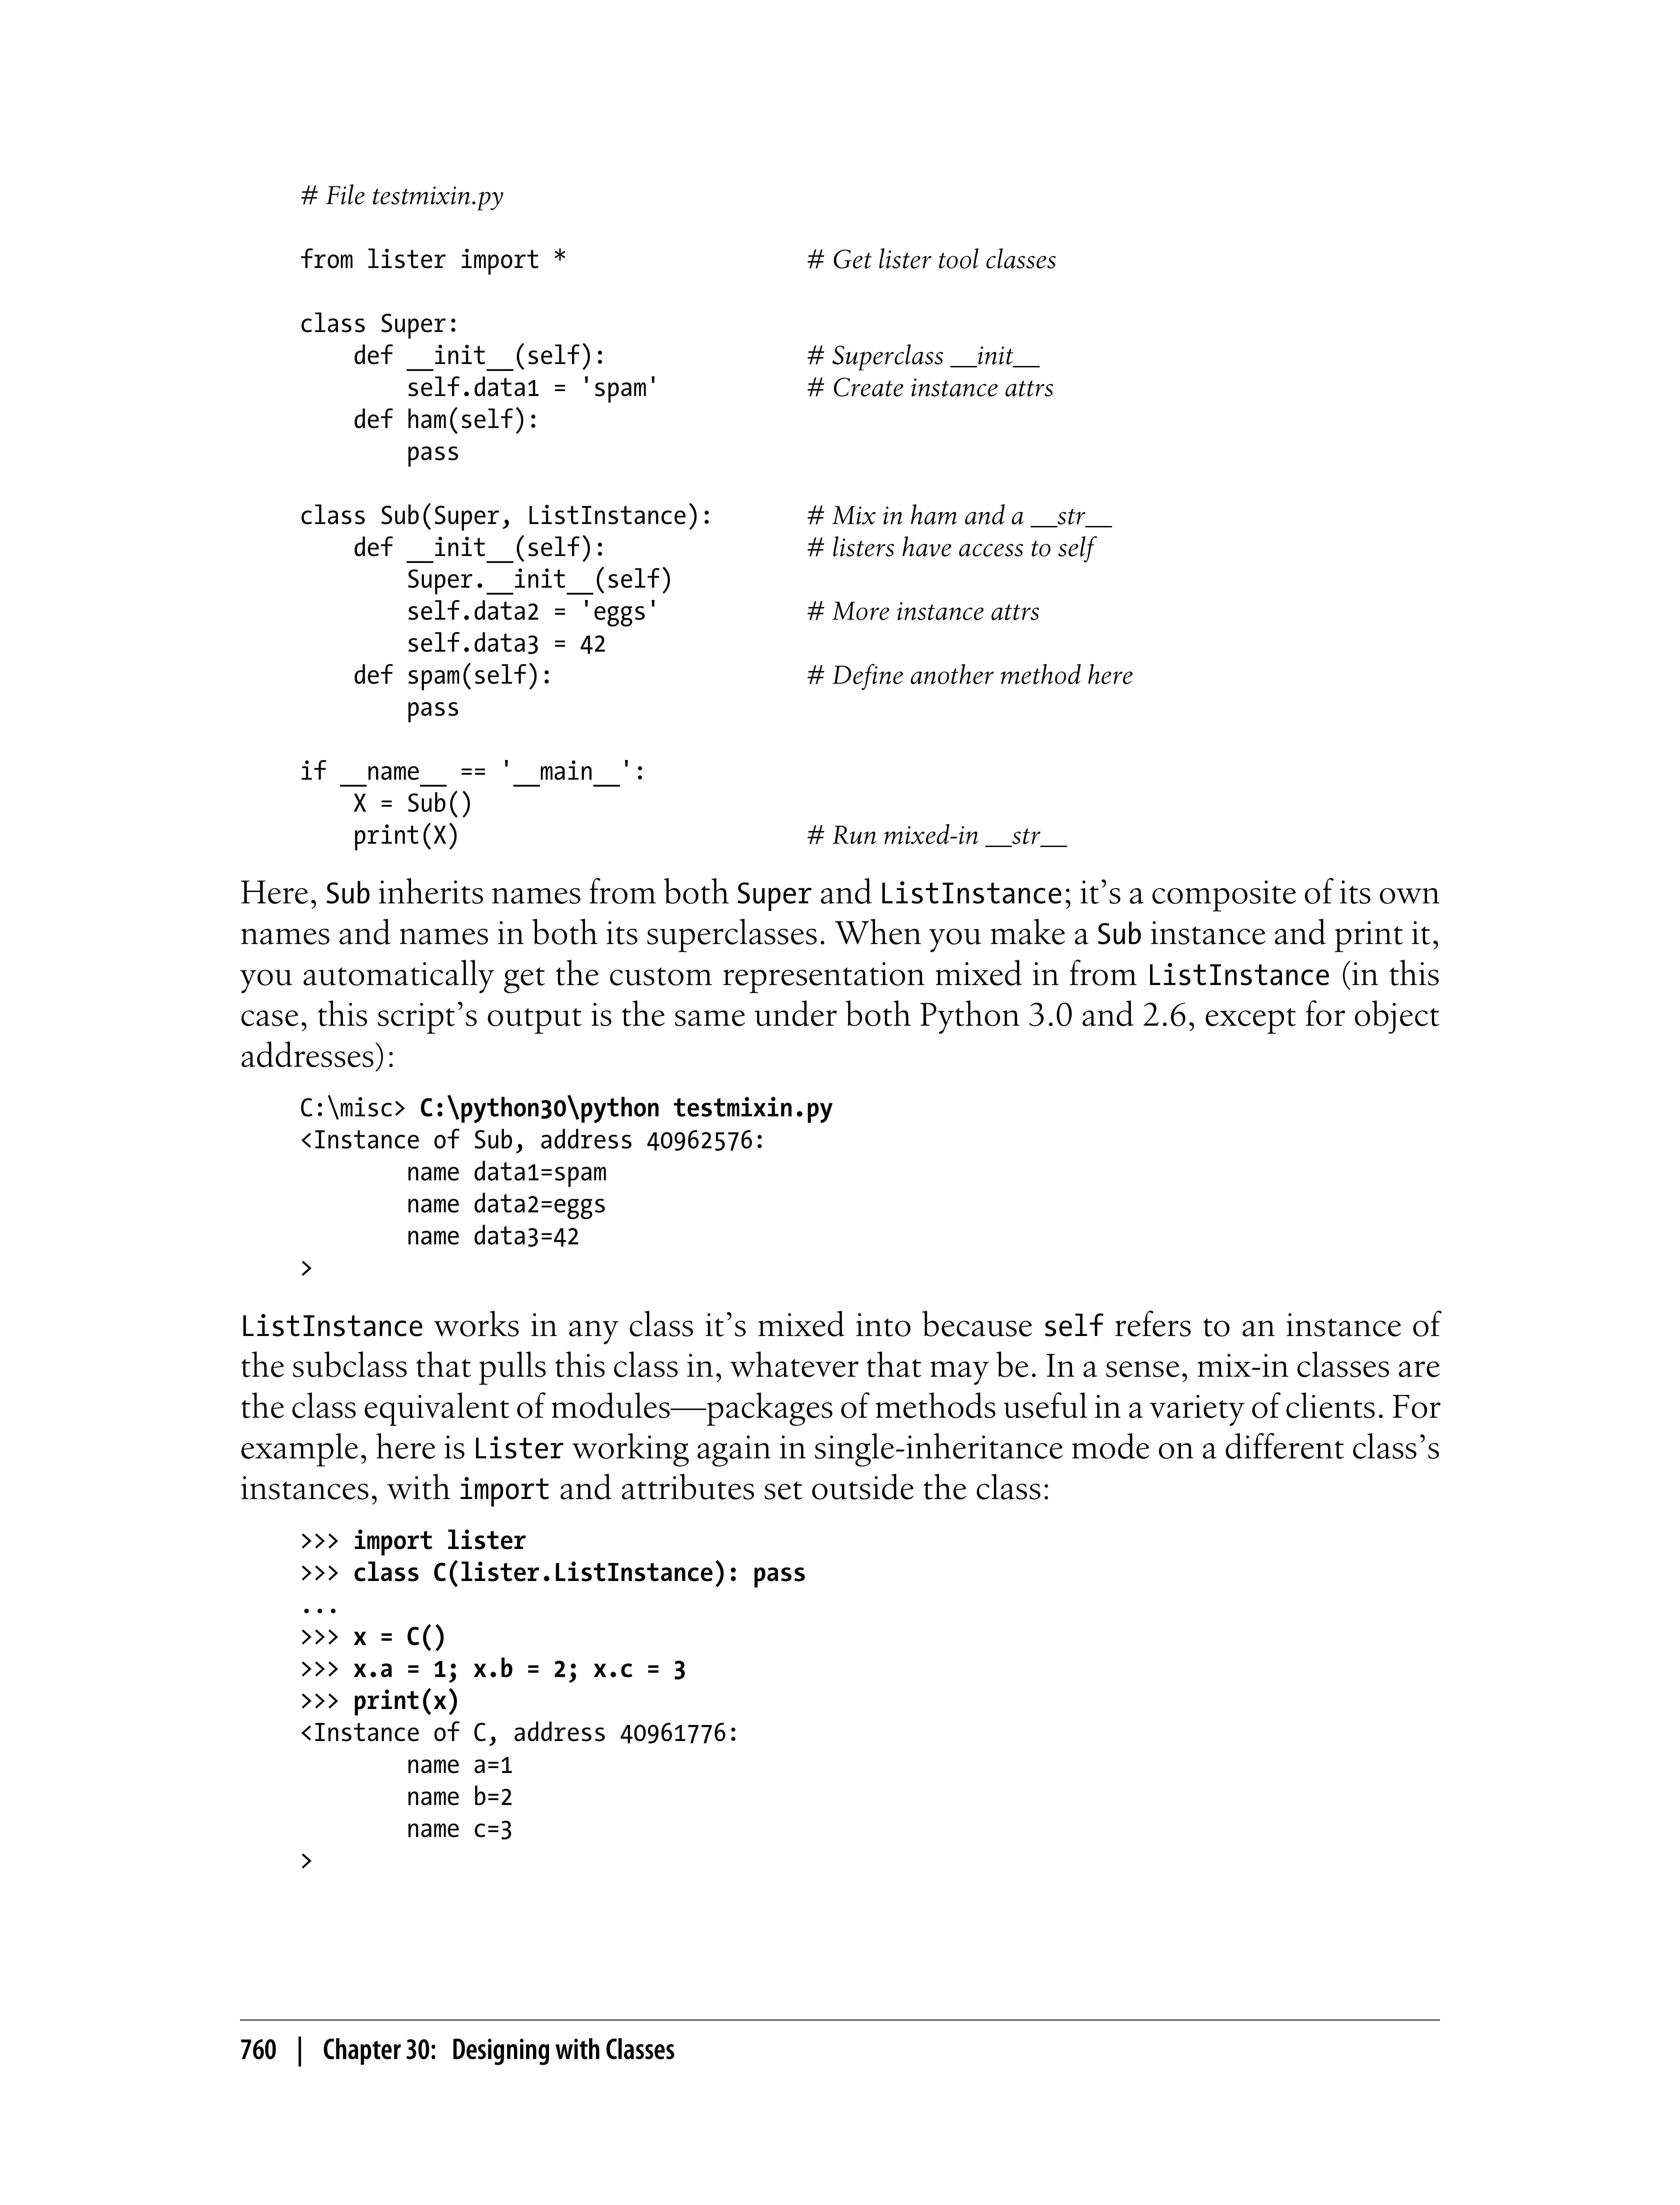 # File testmixin.py
from lister import * # Get lister tool classes
class Super:
    def __init__(self): # Superclass __init__
        self.data1 = 'spam' # Create instance attrs
    def ham(self):
        pass
class Sub(Super, ListInstance): # Mix in ham and a __str__
    def __init__(self): # listers have access to self
        Super.__init__(self)
        self.data2 = 'eggs' # More instance attrs
        self.data3 = 42
    def spam(self): # Define another method here
        pass
if __name__ == '__main__':
    X = Sub()
    print(X) # Run mixed-in __str__
Here, Sub inherits names from both Super and ListInstance; it’s a composite of its own
names and names in both its superclasses. When you make a Sub instance and print it,
you automatically get the custom representation mixed in from ListInstance (in this
case, this script’s output is the same under both Python 3.0 and 2.6, except for object
addresses):
C:\misc> C:\python30\python testmixin.py
<Instance of Sub, address 40962576:
        name data1=spam
        name data2=eggs
        name data3=42
>
ListInstance works in any class it’s mixed into because self refers to an instance of
the subclass that pulls this class in, whatever that may be. In a sense, mix-in classes are
the class equivalent of modules—packages of methods useful in a variety of clients. For
example, here is Lister working again in single-inheritance mode on a different class’s
instances, with import and attributes set outside the class:
>>> import lister
>>> class C(lister.ListInstance): pass
...
>>> x = C()
>>> x.a = 1; x.b = 2; x.c = 3
>>> print(x)
<Instance of C, address 40961776:
        name a=1
        name b=2
        name c=3
>
760 | Chapter 30: Designing with Classes